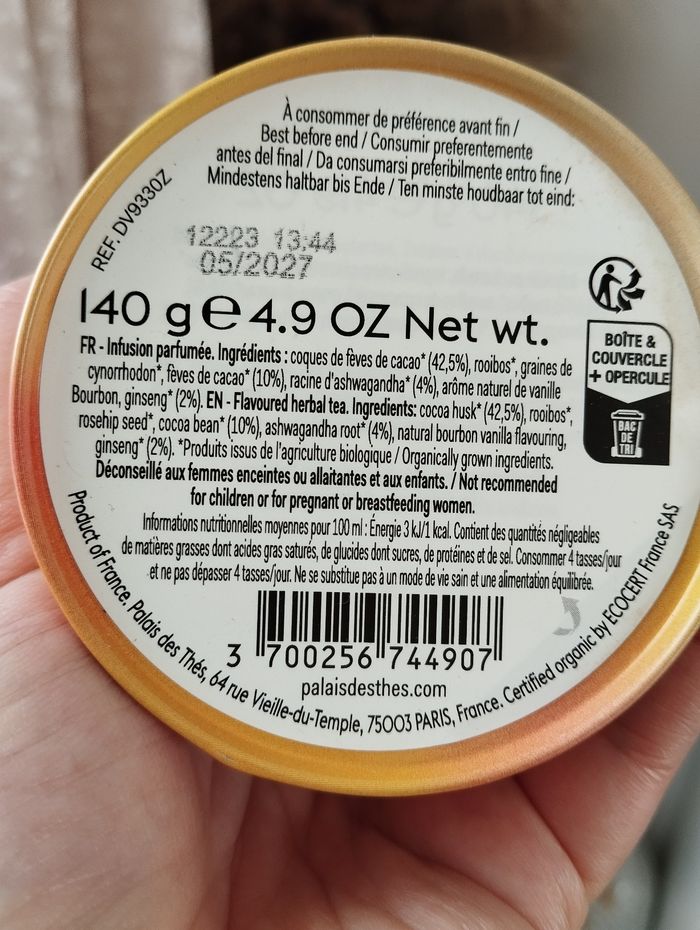 À consommer de préférence avant fin /
Best before end / Consumir preferentemente
antes del final / Da consumarsi preferibilmente entro fine /
Mindestens haltbar bis Ende / Ten minste houdbaar tot eind:
REF. DV9330Z
12223 13:44
05/2027
140 g e 4.9 OZ Net wt.
BOÎTE &
COUVERCLE
+ OPERCULE
BAC
DE
TRI
FR - Infusion parfumée. Ingrédients : coques de fèves de cacao* (42,5%), rooibos*, graines de
cynorrhodon*, fèves de cacao* (10%), racine d'ashwagandha* (4%), arôme naturel de vanille
Bourbon, ginseng* (2%). EN - Flavoured herbal tea. Ingredients: cocoa husk* (42,5%), rooibos*,
rosehip seed*, cocoa bean* (10%), ashwagandha root* (4%), natural bourbon vanilla flavouring,
ginseng* (2%). *Produits issus de l'agriculture biologique / Organically grown ingredients.
Déconseillé aux femmes enceintes ou allaitantes et aux enfants. / Not recommended
for children or for pregnant or breastfeeding women.
Informations nutritionnelles moyennes pour 100 ml : Énergie 3 kJ/1 kcal. Contient des quantités négligeables
de matières grasses dont acides gras saturés, de glucides dont sucres, de protéines et de sel. Consommer 4 tasses/jour
et ne pas dépasser 4 tasses/jour. Ne se substitue pas à un mode de vie sain et une alimentation équilibrée.
3 700256 744907
palaisdesthes.com
Product of France. Palais des Thés, 64 rue Vieille-du-Temple, 75003 PARIS, France. Certified organic by ECOCERT France SAS